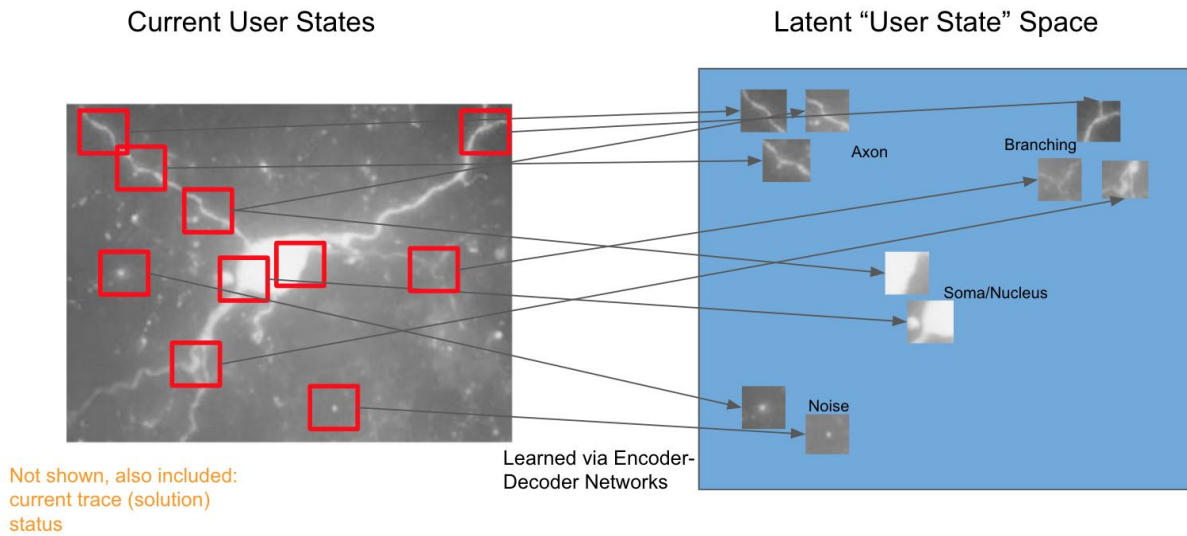 Current User States
Latent “User State” Space
Axon
Branching
Soma/Nucleus
Noise
Learned via Encoder-
Decoder Networks
Not shown, also included:
current trace (solution)
status